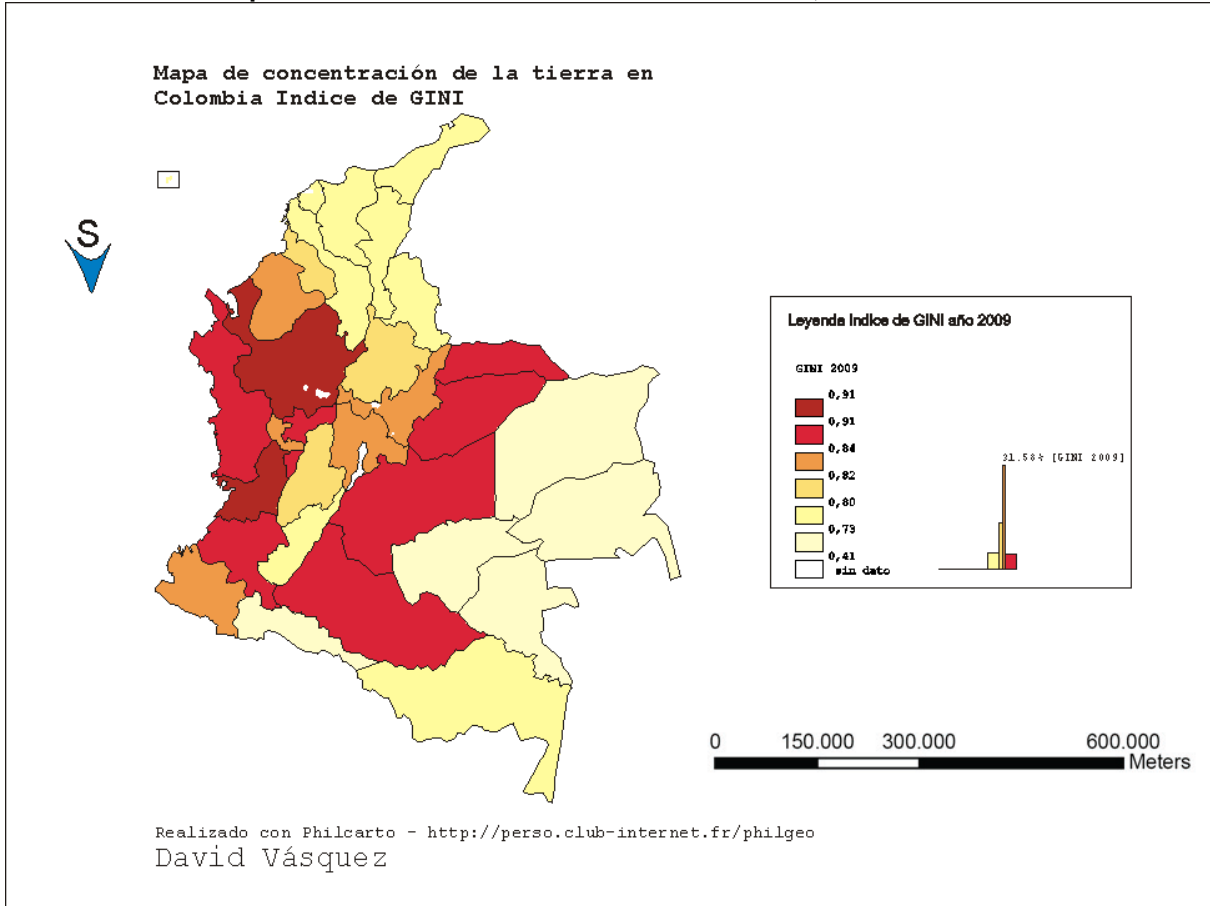 Mapa de concentración de la tierra en
Colombia Indice de GINI
S
Leyenda Indice de GINI año 2009
GINI 2009
0,91
0,91
0,84
0,82
0,80
0,73
0,41
sin dato
31.58% [GINI 2009]
0 150.000 300.000 600.000
Meters
Realizado con Philcarto - http://perso.club-internet.fr/philgeo
David Vásquez